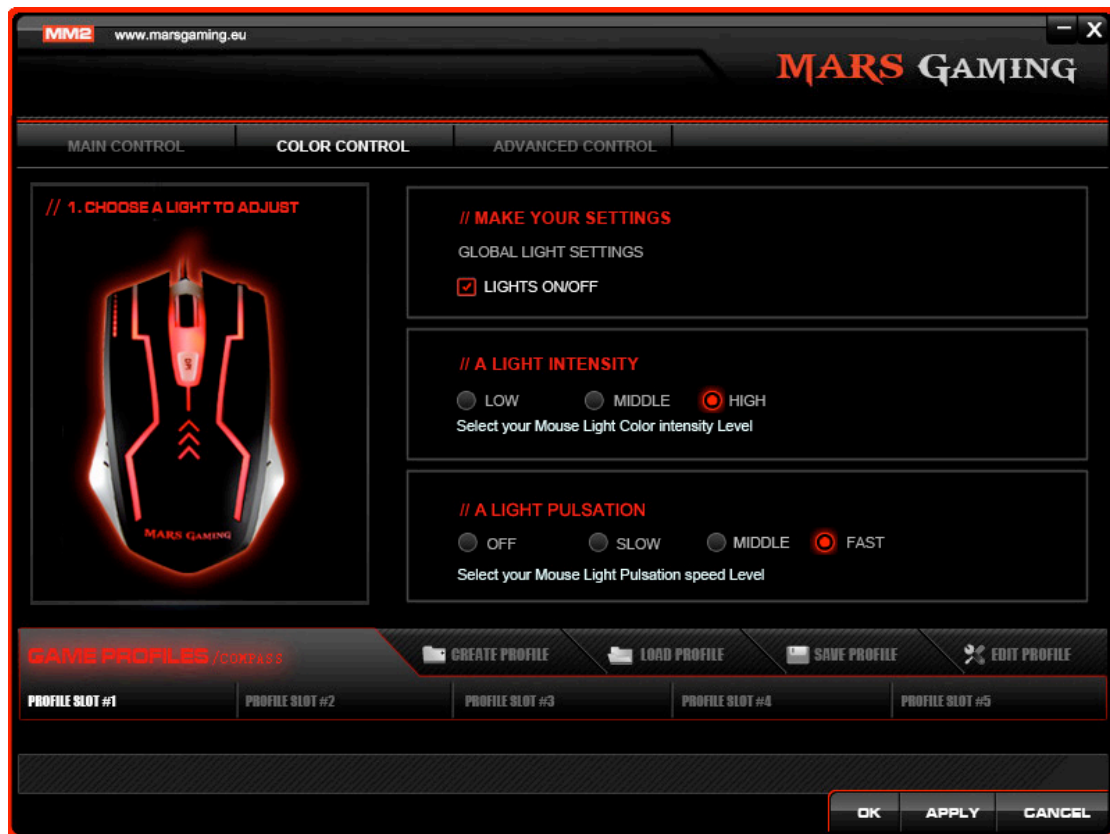 MM2 www.marsgaming.eu
MARS GAMING
MAIN CONTROL COLOR CONTROL ADVANCED CONTROL
// 1. CHOOSE A LIGHT TO ADJUST
MARS GAMING
// MAKE YOUR SETTINGS
GLOBAL LIGHT SETTINGS
LIGHTS ON/OFF
// A LIGHT INTENSITY
LOW MIDDLE HIGH
Select your Mouse Light Color intensity Level
// A LIGHT PULSATION
OFF SLOW MIDDLE FAST
Select your Mouse Light Pulsation speed Level
GAME PROFILES /COMPASS CREATE PROFILE LOAD PROFILE SAVE PROFILE EDIT PROFILE
PROFILE SLOT #1 PROFILE SLOT #2 PROFILE SLOT #3 PROFILE SLOT #4 PROFILE SLOT #5
OK APPLY CANCEL